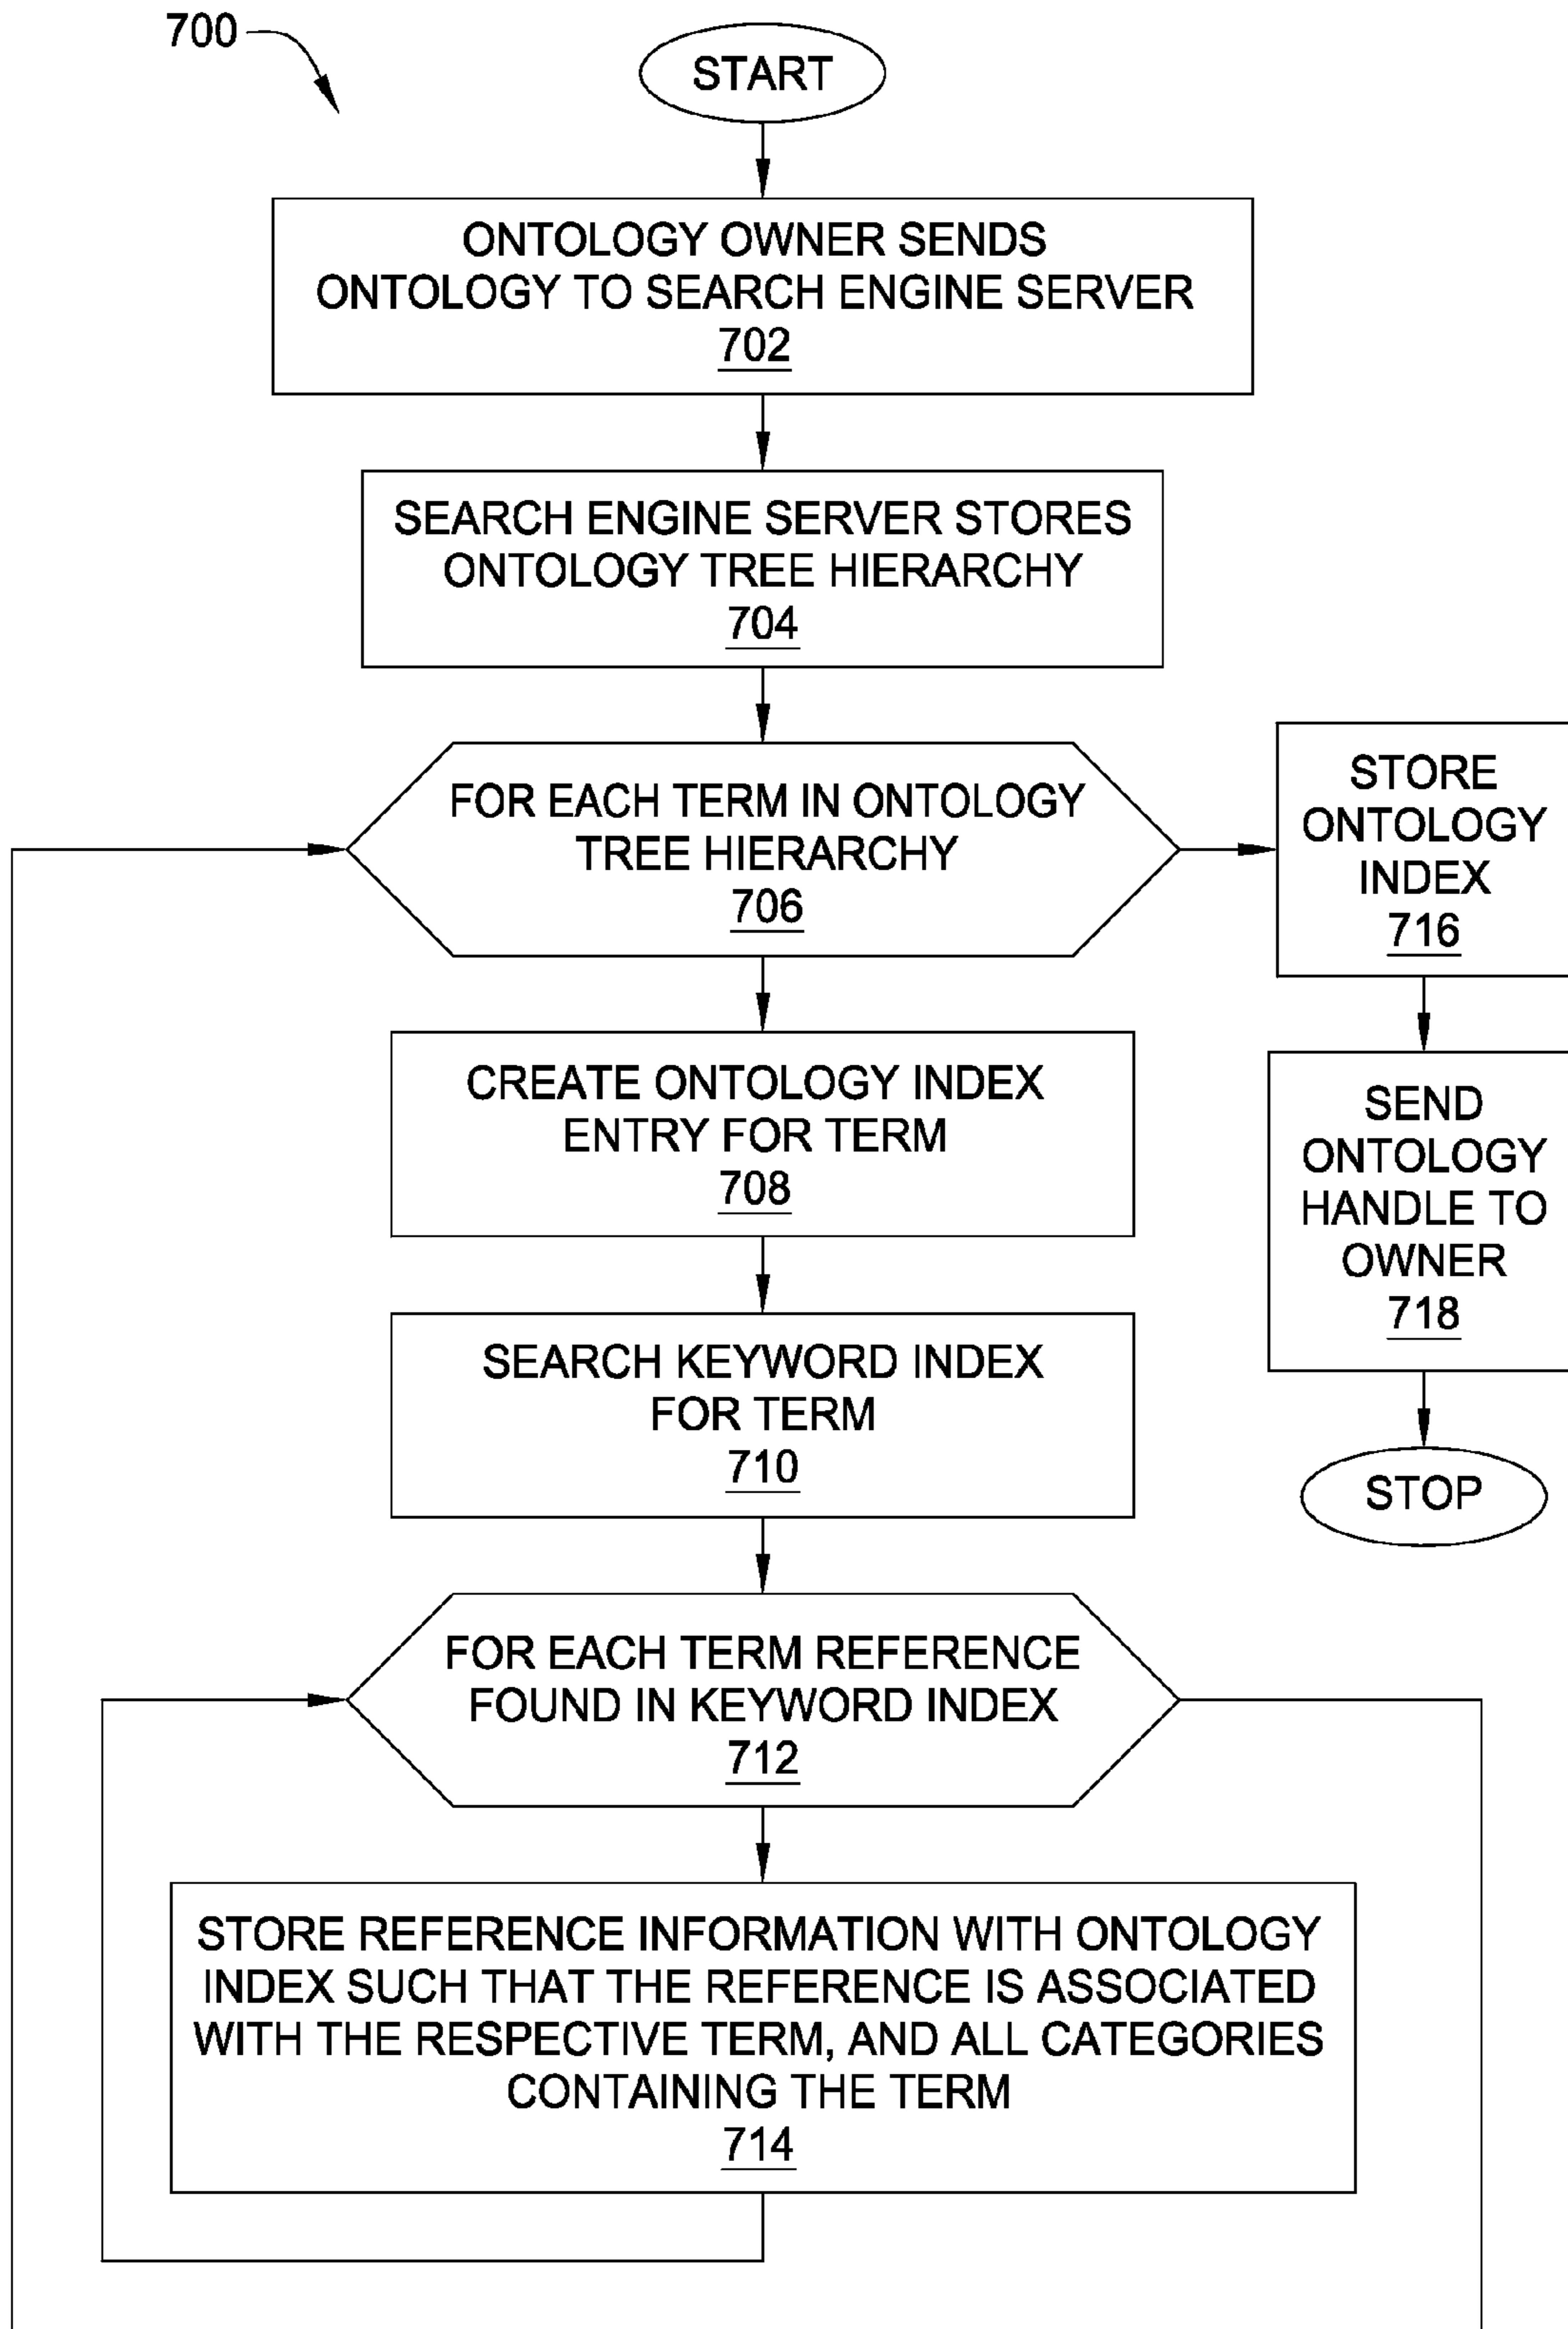 700
START
ONTOLOGY OWNER SENDS
ONTOLOGY TO SEARCH ENGINE SERVER
702
SEARCH ENGINE SERVER STORES
ONTOLOGY TREE HIERARCHY
704
FOR EACH TERM IN ONTOLOGY
TREE HIERARCHY
706
STORE
ONTOLOGY
INDEX
716
CREATE ONTOLOGY INDEX
ENTRY FOR TERM
708
SEND
ONTOLOGY
HANDLE TO
OWNER
718
SEARCH KEYWORD INDEX
FOR TERM
710
STOP
FOR EACH TERM REFERENCE
FOUND IN KEYWORD INDEX
712
STORE REFERENCE INFORMATION WITH ONTOLOGY
INDEX SUCH THAT THE REFERENCE IS ASSOCIATED
WITH THE RESPECTIVE TERM, AND ALL CATEGORIES
CONTAINING THE TERM
714